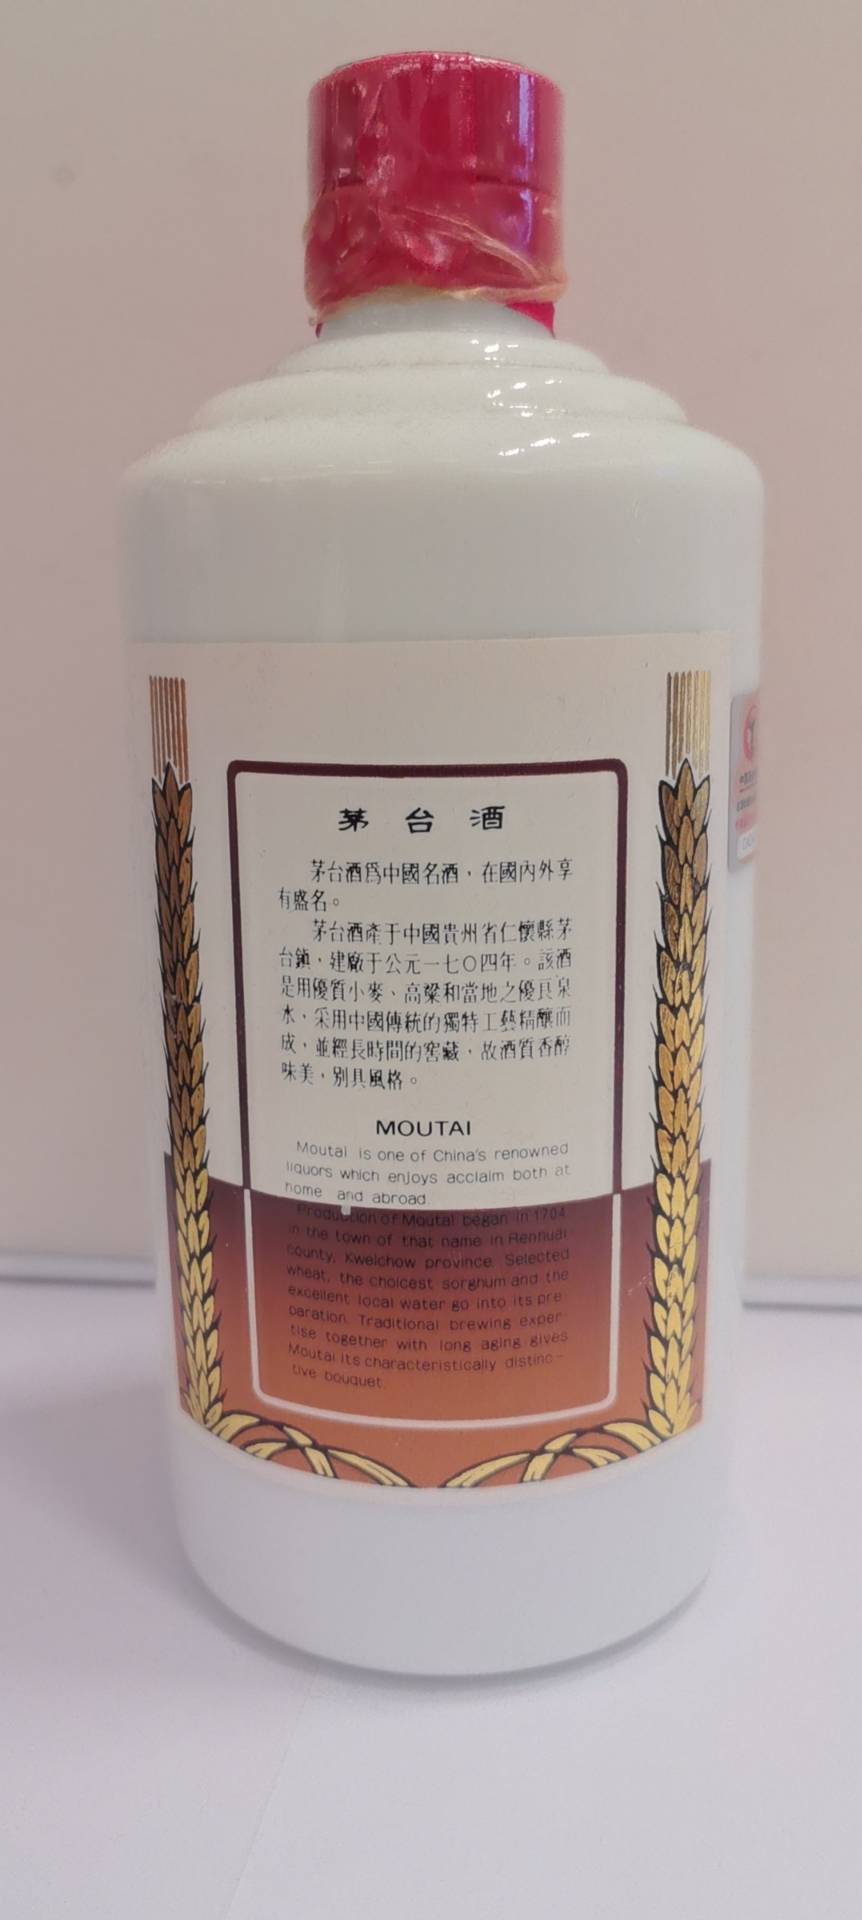 茅台酒
茅台酒爲中國名酒，在國內外享
有盛名。
茅台酒產于中國貴州省仁懷縣茅
台鎮，建廠于公元一七〇四年。該酒
是用優質小麥、高粱和當地之優良泉
水，采用中國傳統的獨特工藝精釀而
成，並經長時間的窖藏，故酒質香醇
味美，別具風格。
MOUTAI
Moutai is one of China's renowned
liquors which enjoys acclaim both at
home and abroad.
Production of Moutai began in 1704
in the town of that name in Renhuai
county, Kweichow province. Selected
wheat, the choicest sorghum and the
excellent local water go into its pre-
paration. Traditional brewing exper-
tise together with long aging gives
Moutai its characteristically distinc-
tive bouquet.